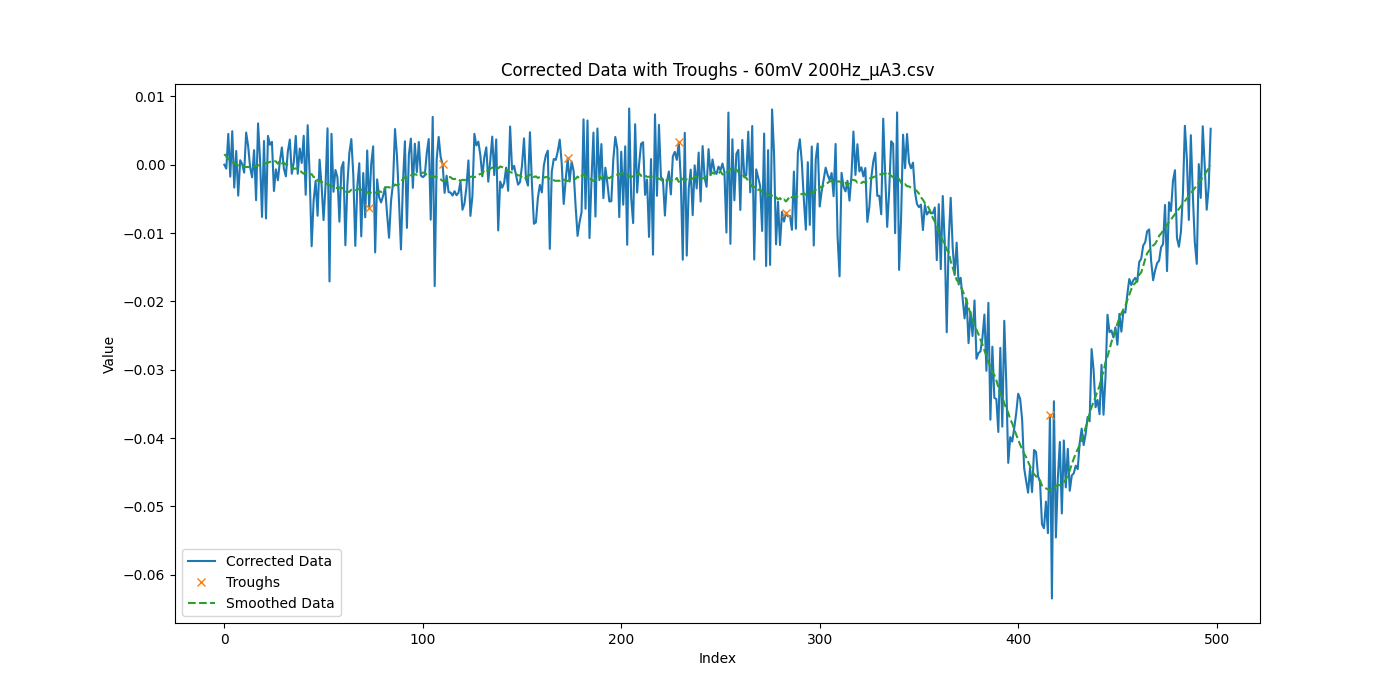 Corrected Data with Troughs - 60mV 200Hz_µA3.csv
0.01
0.00
−0.01
−0.02
−0.03
−0.04
−0.05
−0.06
Value
Corrected Data
Troughs
Smoothed Data
0 100 200 300 400 500
Index